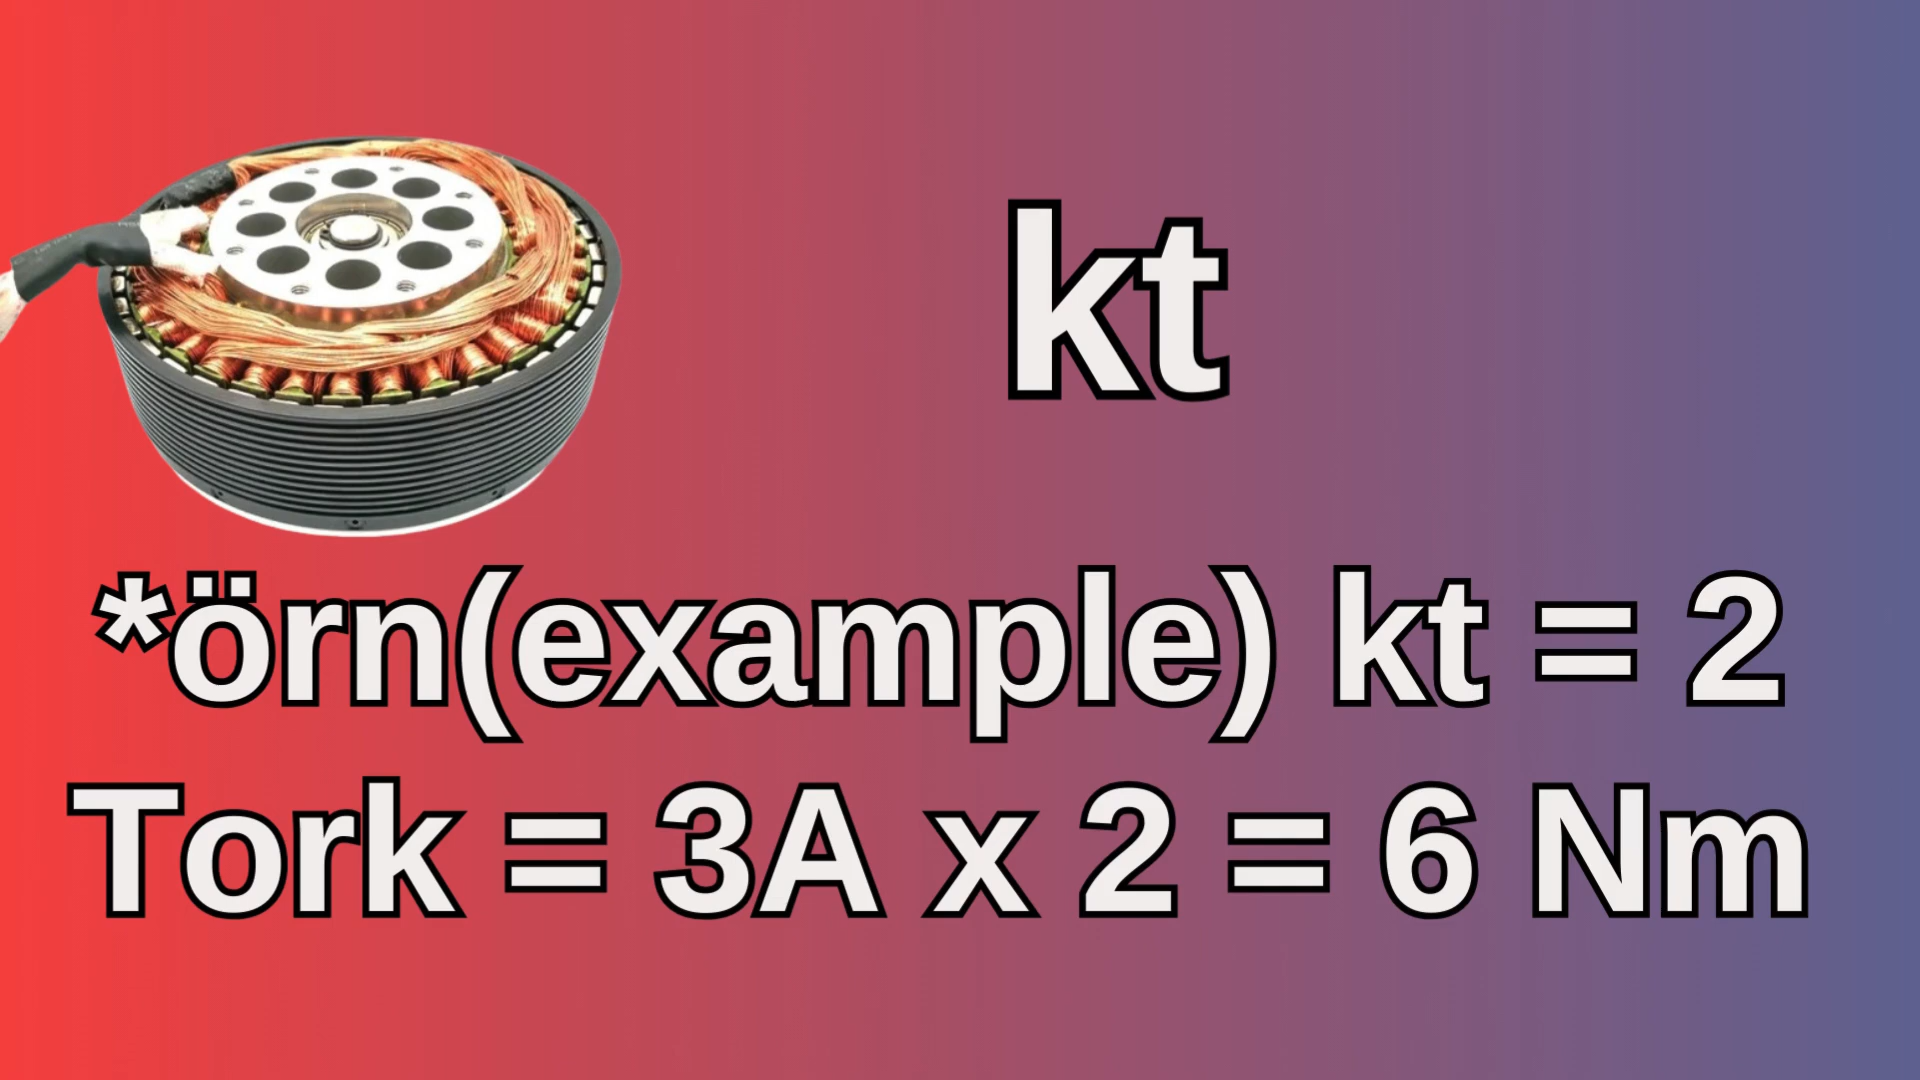 kt
*örn(example) kt = 2
Tork = 3A x 2 = 6 Nm